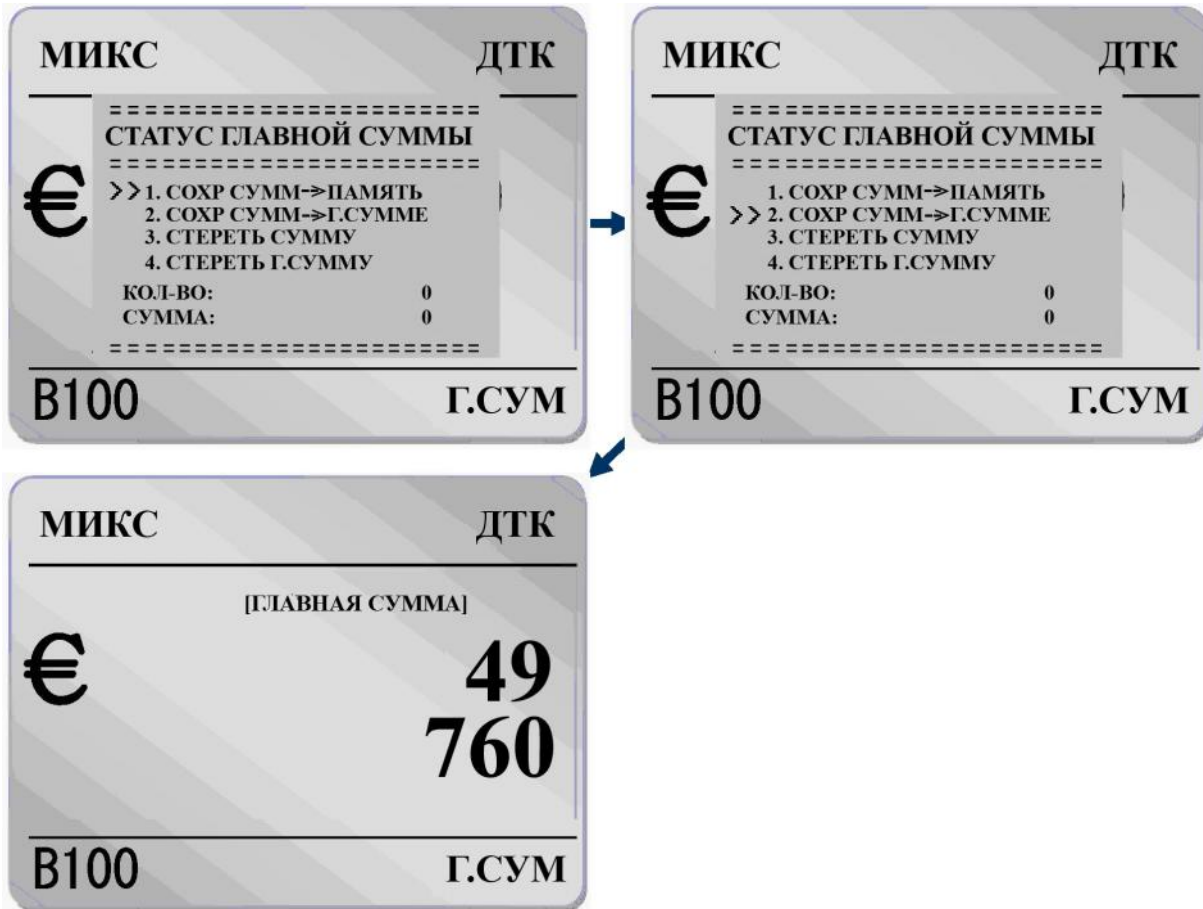 МИКС ДТК
========================
СТАТУС ГЛАВНОЙ СУММЫ
========================
€
>>1. СОХР СУММ->ПАМЯТЬ
2. СОХР СУММ->Г.СУММЕ
3. СТЕРЕТЬ СУММУ
4. СТЕРЕТЬ Г.СУММУ
КОЛ-ВО: 0
СУММА: 0
========================
B100 Г.СУМ
МИКС ДТК
========================
СТАТУС ГЛАВНОЙ СУММЫ
========================
€
1. СОХР СУММ->ПАМЯТЬ
>>2. СОХР СУММ->Г.СУММЕ
3. СТЕРЕТЬ СУММУ
4. СТЕРЕТЬ Г.СУММУ
КОЛ-ВО: 0
СУММА: 0
========================
B100 Г.СУМ
МИКС ДТК
[ГЛАВНАЯ СУММА]
€ 49
760
B100 Г.СУМ